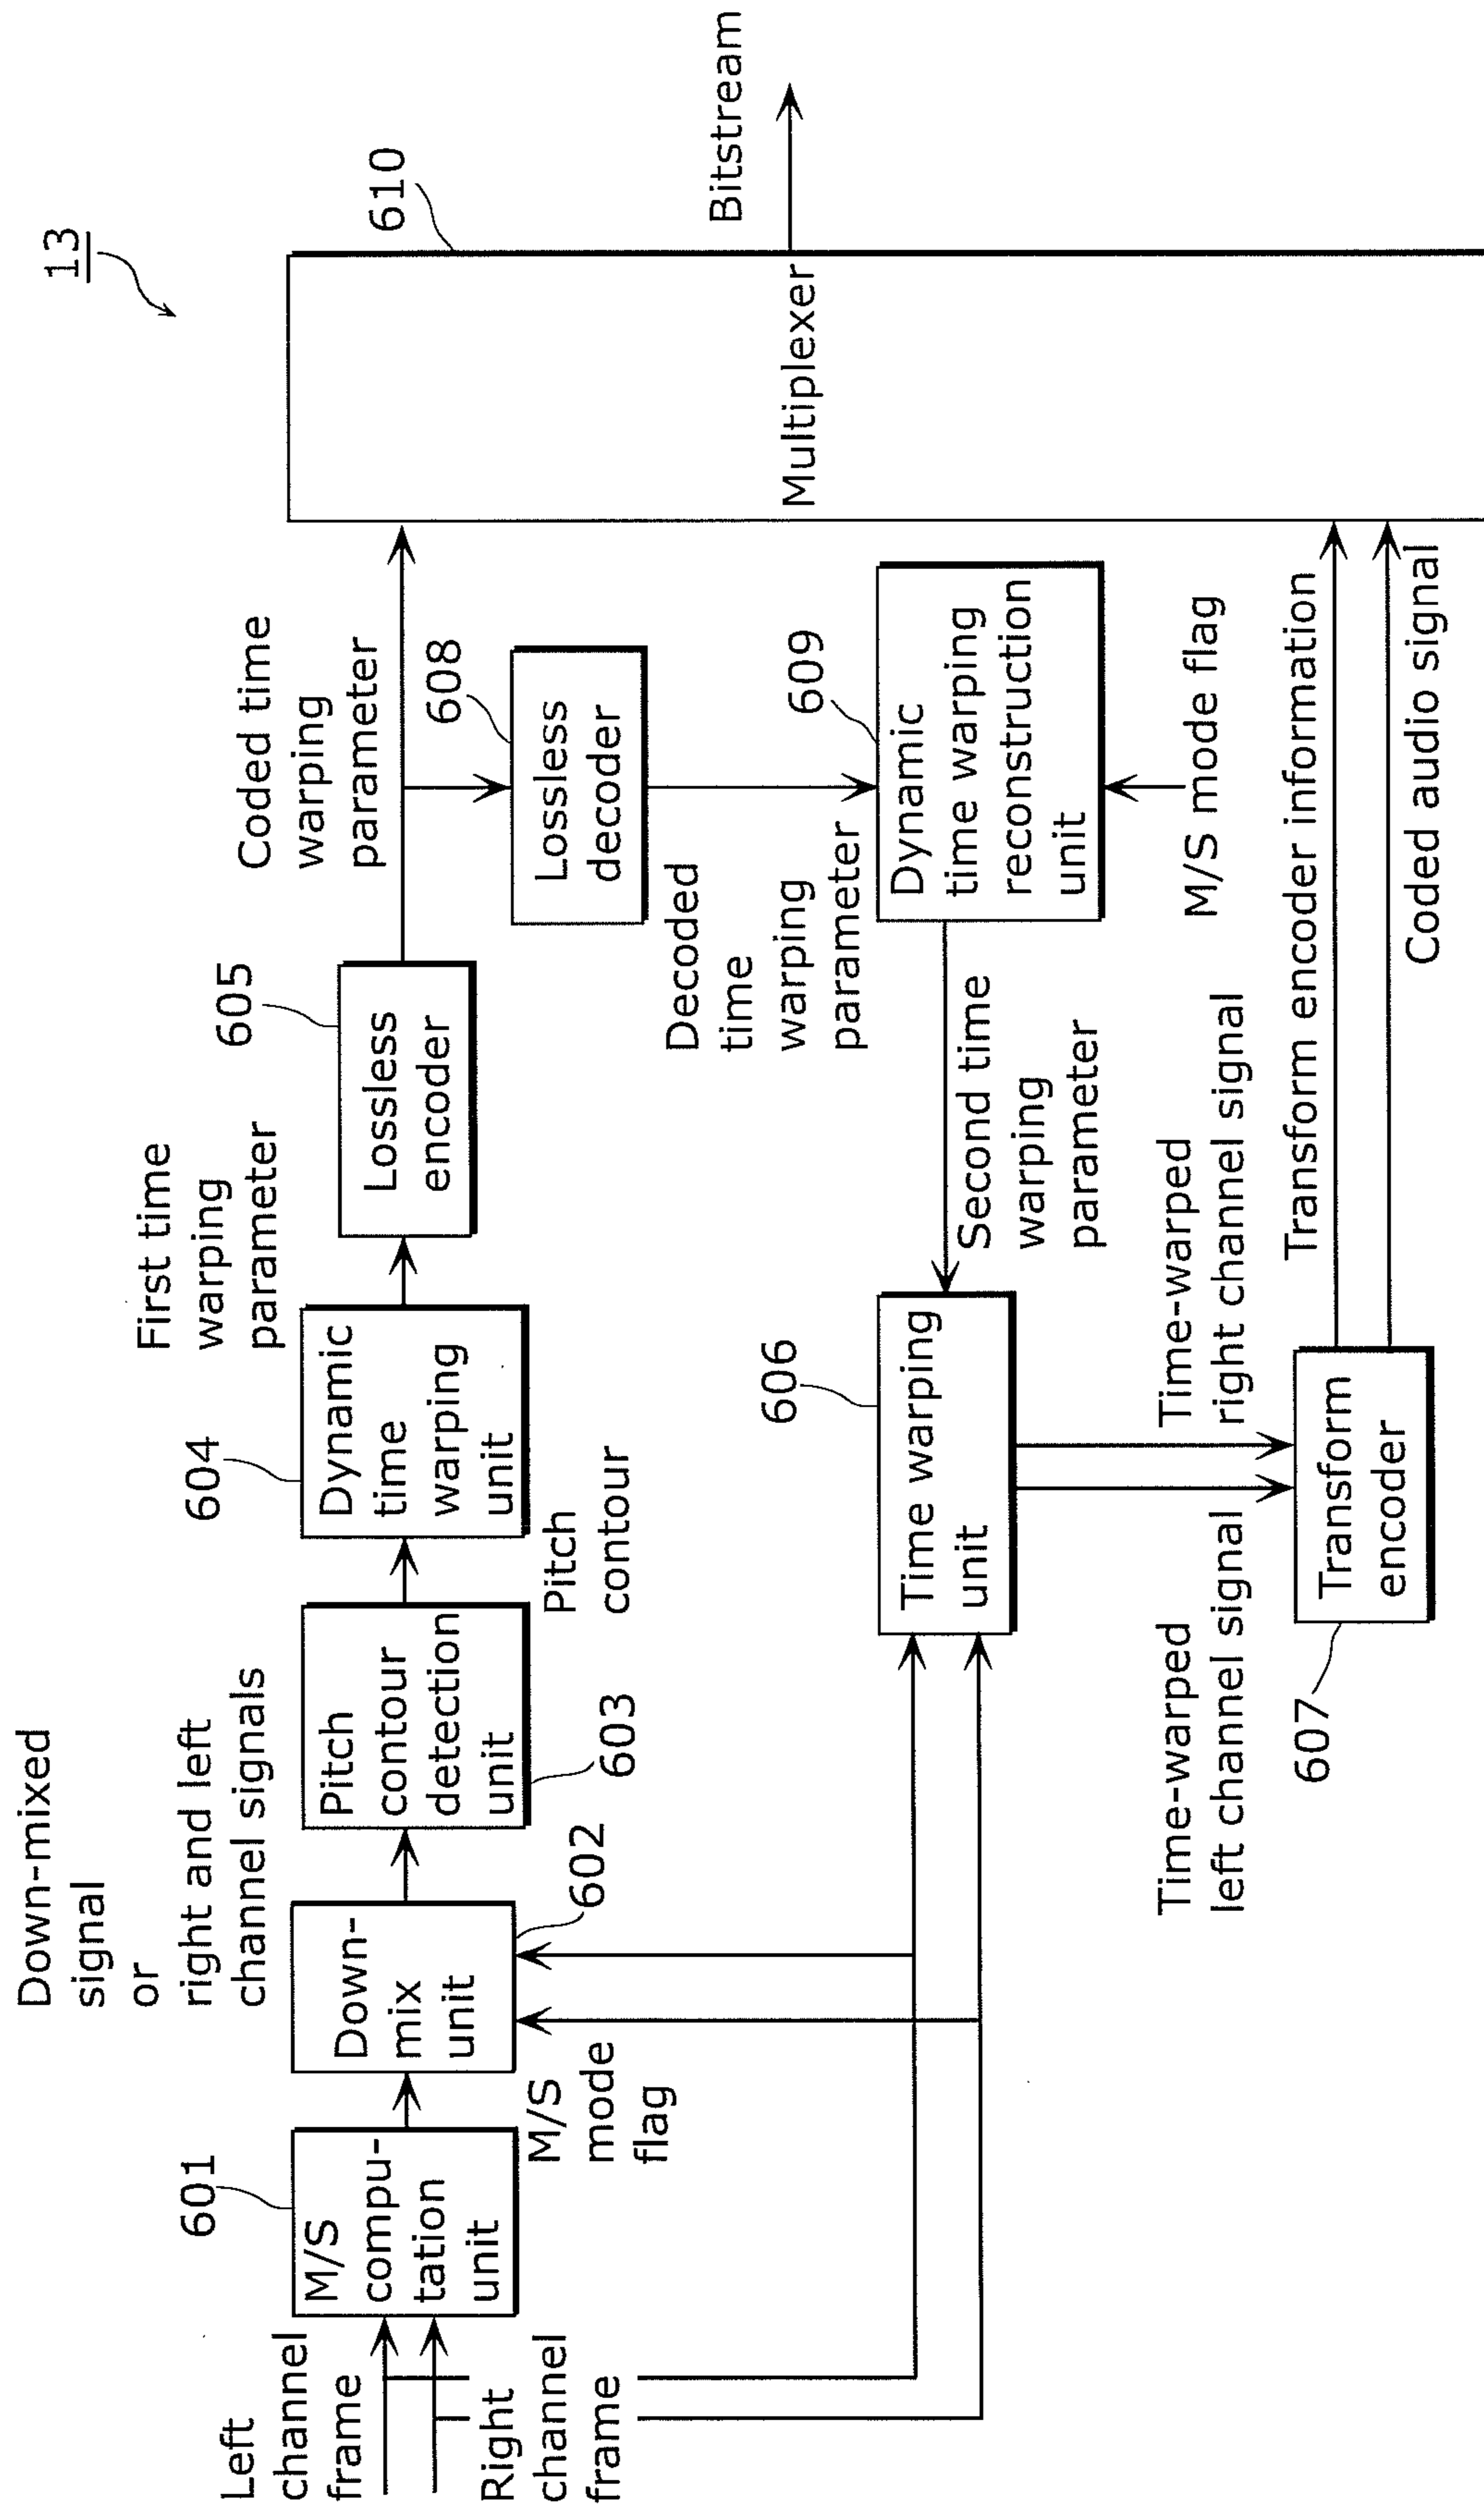 13
Down-mixed
signal
or
right and left
channel signals
Left
channel
frame
601
M/S
compu-
tation
unit
Right
channel
frame
M/S
mode
flag
Down-
mix
unit
602
Pitch
contour
detection
unit
603
Pitch
contour
604
Dynamic
time
warping
unit
First time
warping
parameter
605
Lossless
encoder
Coded time
warping
parameter
608
Lossless
decoder
Decoded
time
warping
parameter
609
Dynamic
time warping
reconstruction
unit
M/S mode flag
Second time
warping
parameter
606
Time warping
unit
Time-warped
left channel signal
Time-warped
right channel signal
607
Transform
encoder
Transform encoder information
Coded audio signal
610
Multiplexer
Bitstream